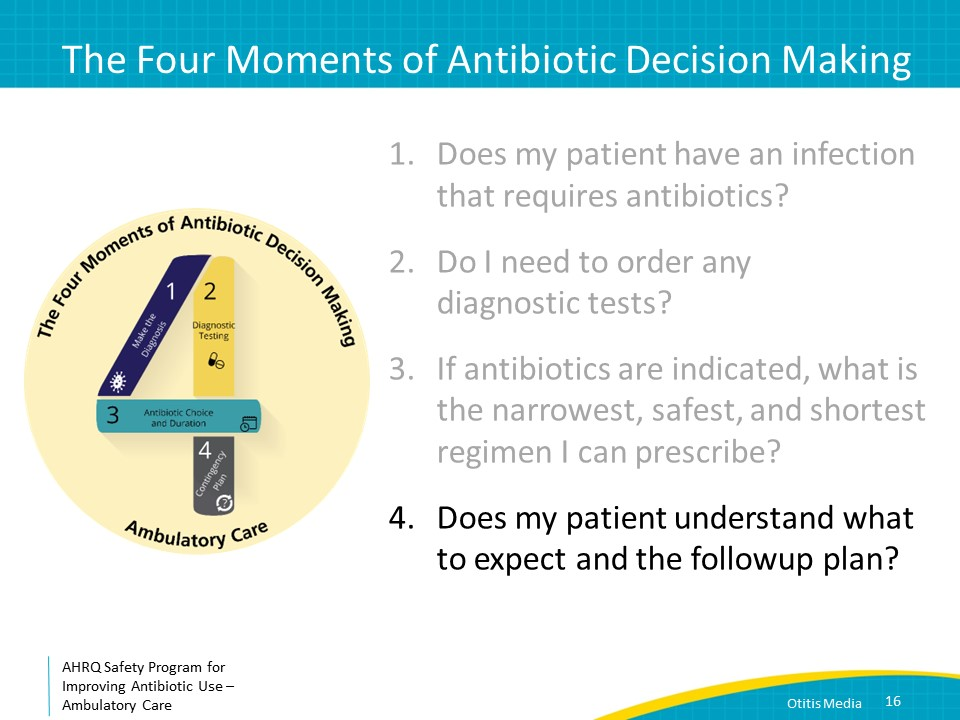 The Four Moments of Antibiotic Decision Making
The Four Moments of Antibiotic Decision Making
1
Make the
Diagnosis
2
Diagnostic
Testing
3
Antibiotic Choice
and Duration
4
Contingency
Plan
?
Ambulatory Care
1. Does my patient have an infection
that requires antibiotics?
2. Do I need to order any
diagnostic tests?
3. If antibiotics are indicated, what is
the narrowest, safest, and shortest
regimen I can prescribe?
4. Does my patient understand what
to expect and the followup plan?
AHRQ Safety Program for
Improving Antibiotic Use –
Ambulatory Care
Otitis Media 16